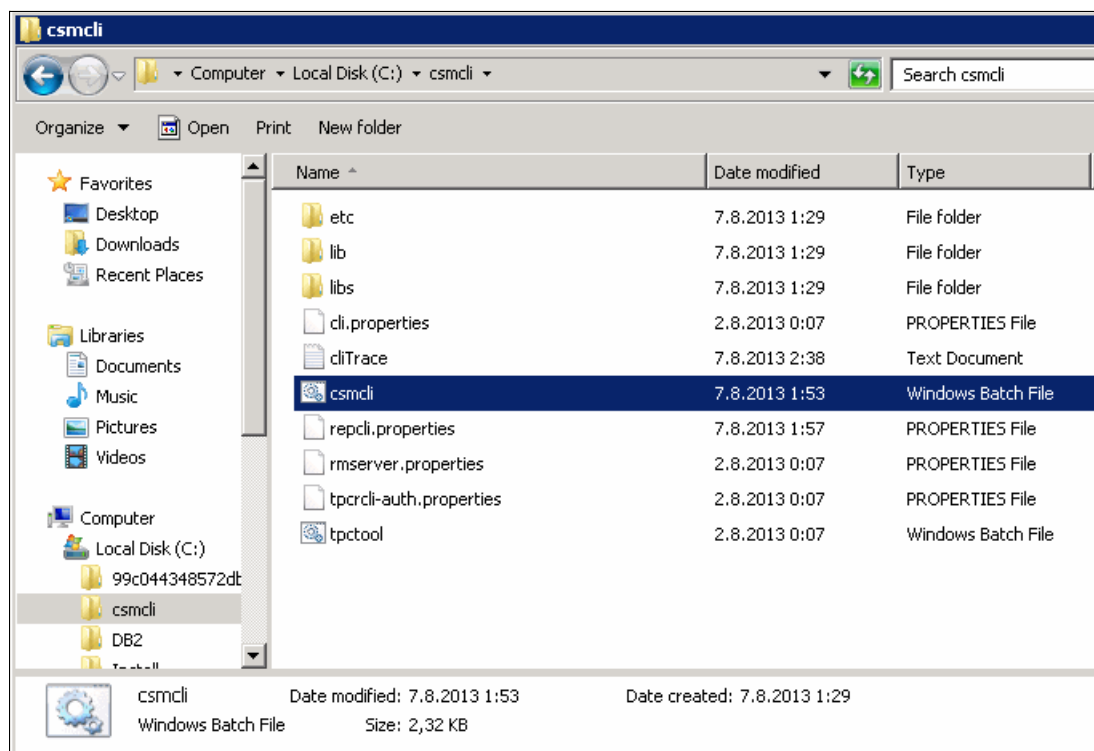 csmcli
Computer Local Disk (C:) csmcli Search csmcli
Organize Open Print New folder
Name Date modified Type
Favorites
Desktop
Downloads
Recent Places
Libraries
Documents
Music
Pictures
Videos
Computer
Local Disk (C:)
99c044348572db
csmcli
DB2
Install
etc 7.8.2013 1:29 File folder
lib 7.8.2013 1:29 File folder
libs 7.8.2013 1:29 File folder
cli.properties 2.8.2013 0:07 PROPERTIES File
cliTrace 7.8.2013 2:38 Text Document
csmcli 7.8.2013 1:53 Windows Batch File
repcli.properties 7.8.2013 1:57 PROPERTIES File
rmserver.properties 2.8.2013 0:07 PROPERTIES File
tpcrcli-auth.properties 2.8.2013 0:07 PROPERTIES File
tpctool 2.8.2013 0:07 Windows Batch File
csmcli Date modified: 7.8.2013 1:53 Date created: 7.8.2013 1:29
Windows Batch File Size: 2,32 KB